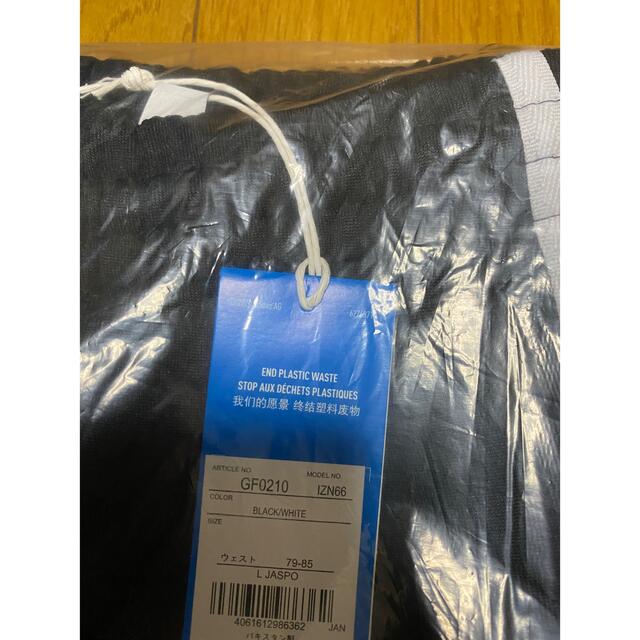 END PLASTIC WASTE
STOP AUX DÉCHETS PLASTIQUES
我们的愿景 终结塑料废物
ARTICLE NO. MODEL NO.
GF0210 IZN66
COLOR
BLACK/WHITE
SIZE
ウェスト 79-85
L JASPO
4061612986362 JAN
パキスタン製